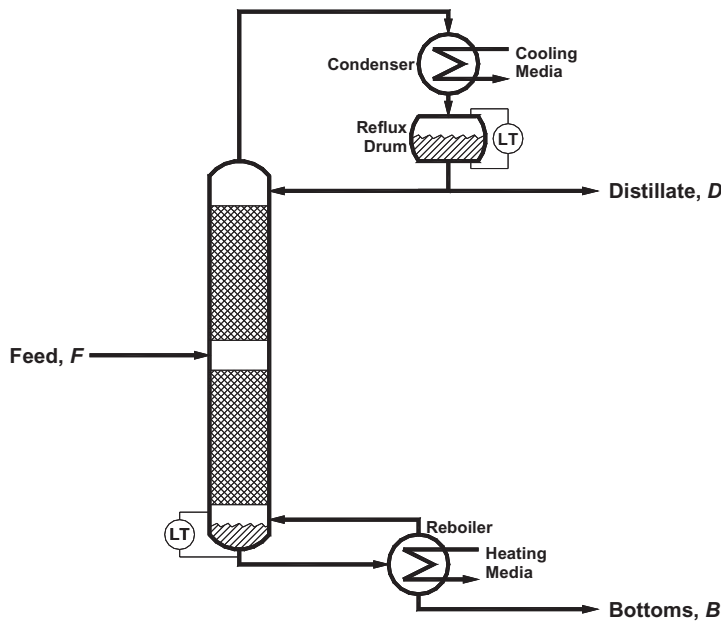 Condenser
Cooling
Media
Reflux
Drum
LT
Distillate, D
Feed, F
LT
Reboiler
Heating
Media
Bottoms, B